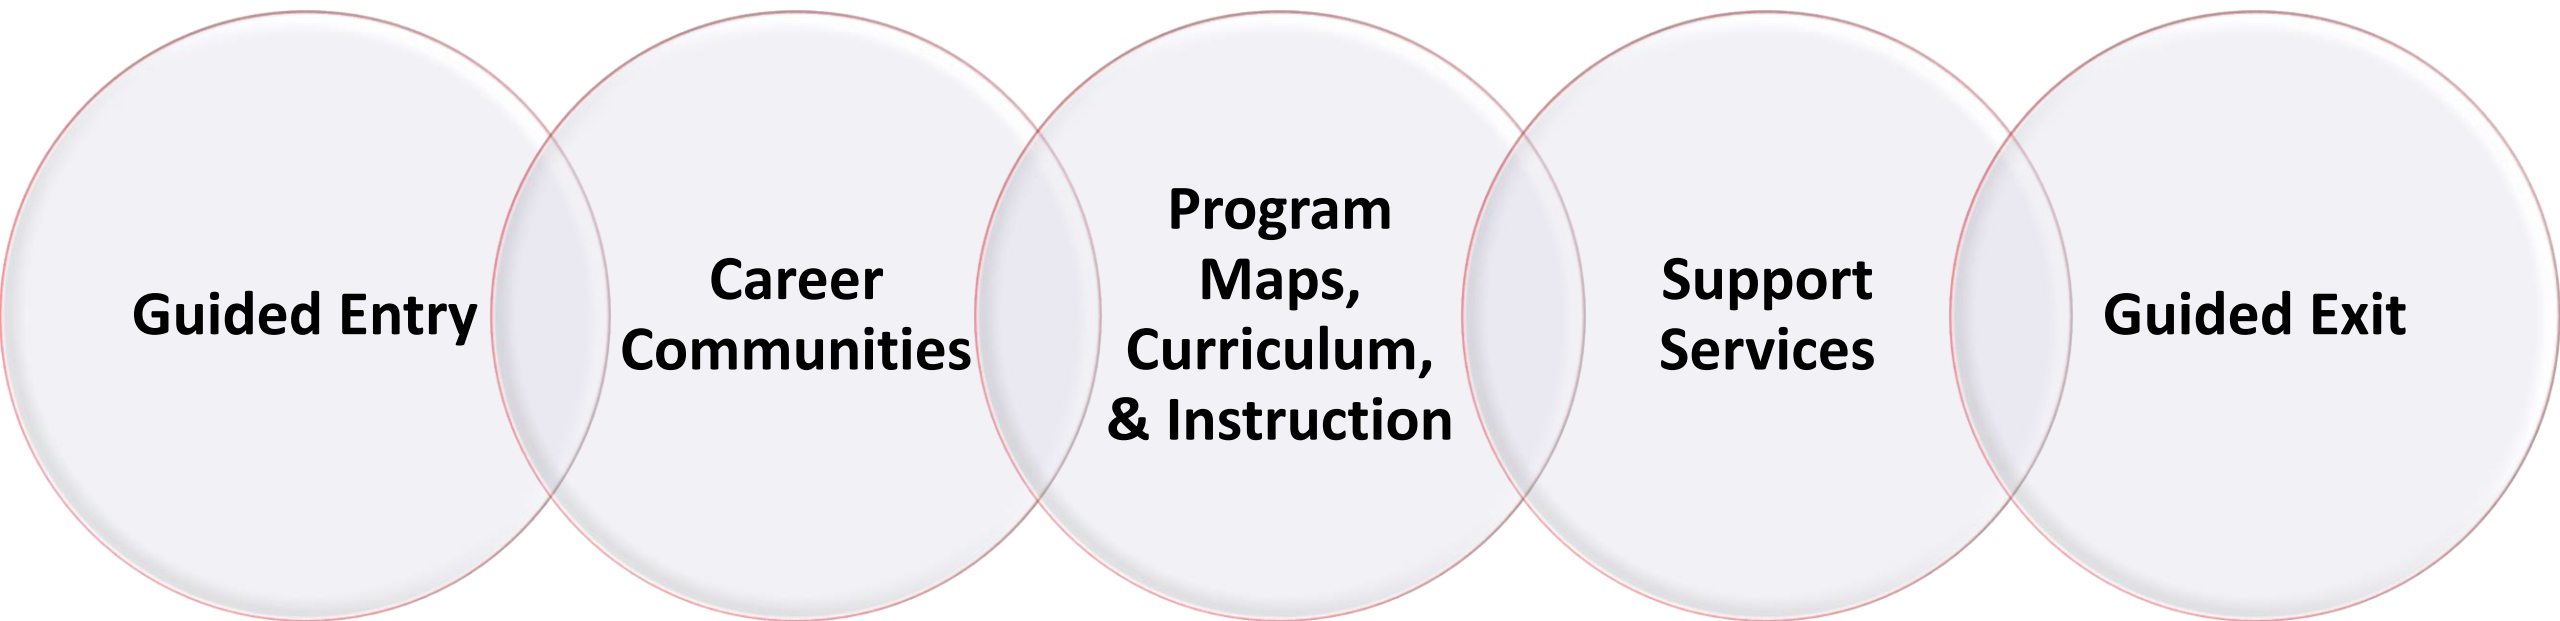 Guided Entry
Career
Communities
Program
Maps,
Curriculum,
& Instruction
Support
Services
Guided Exit